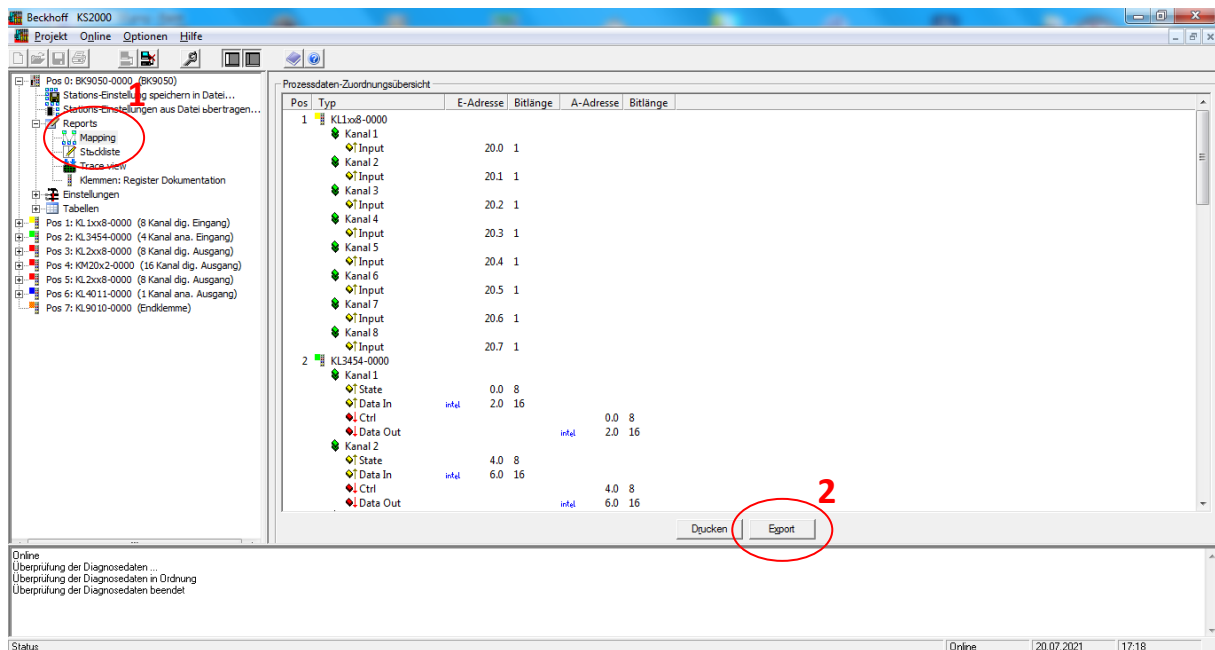 Beckhoff KS2000
Projekt Online Optionen Hilfe
Pos 0: BK9050-0000 (BK9050)
Stations-Einstellung speichern in Datei...
Stations-Einstellungen aus Datei ьbertragen...
1
Reports
Mapping
Stьckliste
Trace view
Klemmen: Register Dokumentation
Einstellungen
Tabellen
Pos 1: KL1xx8-0000 (8 Kanal dig. Eingang)
Pos 2: KL3454-0000 (4 Kanal ana. Eingang)
Pos 3: KL2xx8-0000 (8 Kanal dig. Ausgang)
Pos 4: KM20x2-0000 (16 Kanal dig. Ausgang)
Pos 5: KL2xx8-0000 (8 Kanal dig. Ausgang)
Pos 6: KL4011-0000 (1 Kanal ana. Ausgang)
Pos 7: KL9010-0000 (Endklemme)
Prozessdaten-Zuordnungsübersicht
Pos Typ E-Adresse Bitlänge A-Adresse Bitlänge
1 KL1xx8-0000
Kanal 1
Input 20.0 1
Kanal 2
Input 20.1 1
Kanal 3
Input 20.2 1
Kanal 4
Input 20.3 1
Kanal 5
Input 20.4 1
Kanal 6
Input 20.5 1
Kanal 7
Input 20.6 1
Kanal 8
Input 20.7 1
2 KL3454-0000
Kanal 1
State 0.0 8
Data In intel 2.0 16
Ctrl 0.0 8
Data Out intel 2.0 16
Kanal 2
State 4.0 8
Data In intel 6.0 16
Ctrl 4.0 8
Data Out intel 6.0 16
2
Drucken Export
Online
Überprüfung der Diagnosedaten ...
Überprüfung der Diagnosedaten in Ordnung
Überprüfung der Diagnosedaten beendet
Status Online 20.07.2021 17:18